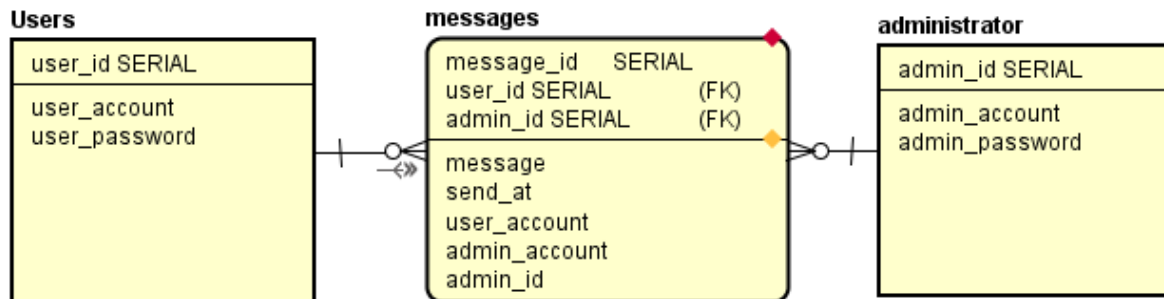 Users
user_id SERIAL
user_account
user_password
messages
message_id SERIAL
user_id SERIAL (FK)
admin_id SERIAL (FK)
message
send_at
user_account
admin_account
admin_id
administrator
admin_id SERIAL
admin_account
admin_password